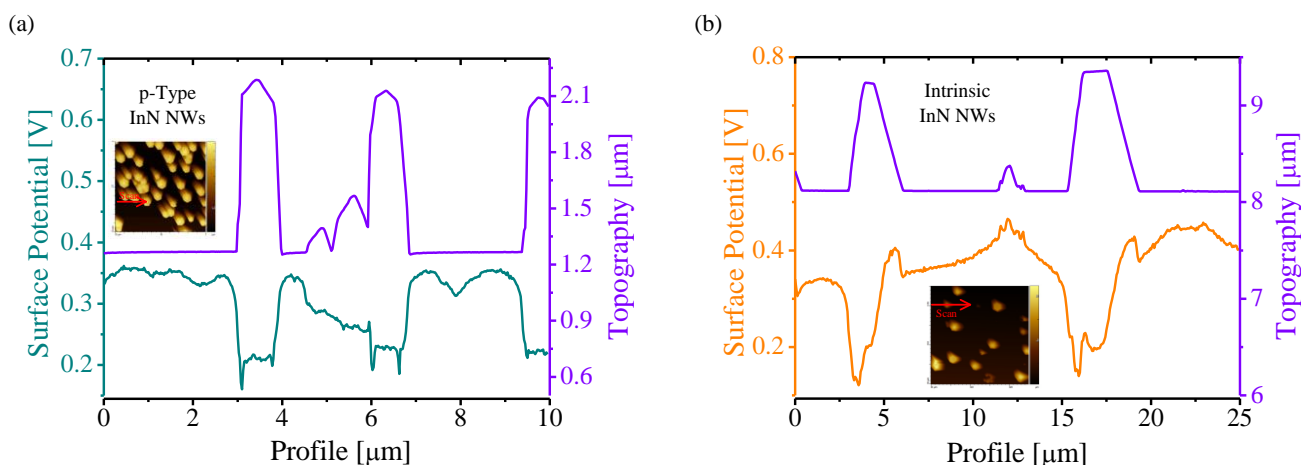 (a)
0.7
0.6
0.5
0.4
0.3
0.2
Surface Potential [V]
p-Type
InN NWs
Scan
2.1
1.8
1.5
1.2
0.9
0.6
Topography [µm]
0
2
4
6
8
10
Profile [µm]
(b)
0.8
0.6
0.4
0.2
Surface Potential [V]
Intrinsic
InN NWs
Scan
9
8
7
6
Topography [µm]
0
5
10
15
20
25
Profile [µm]